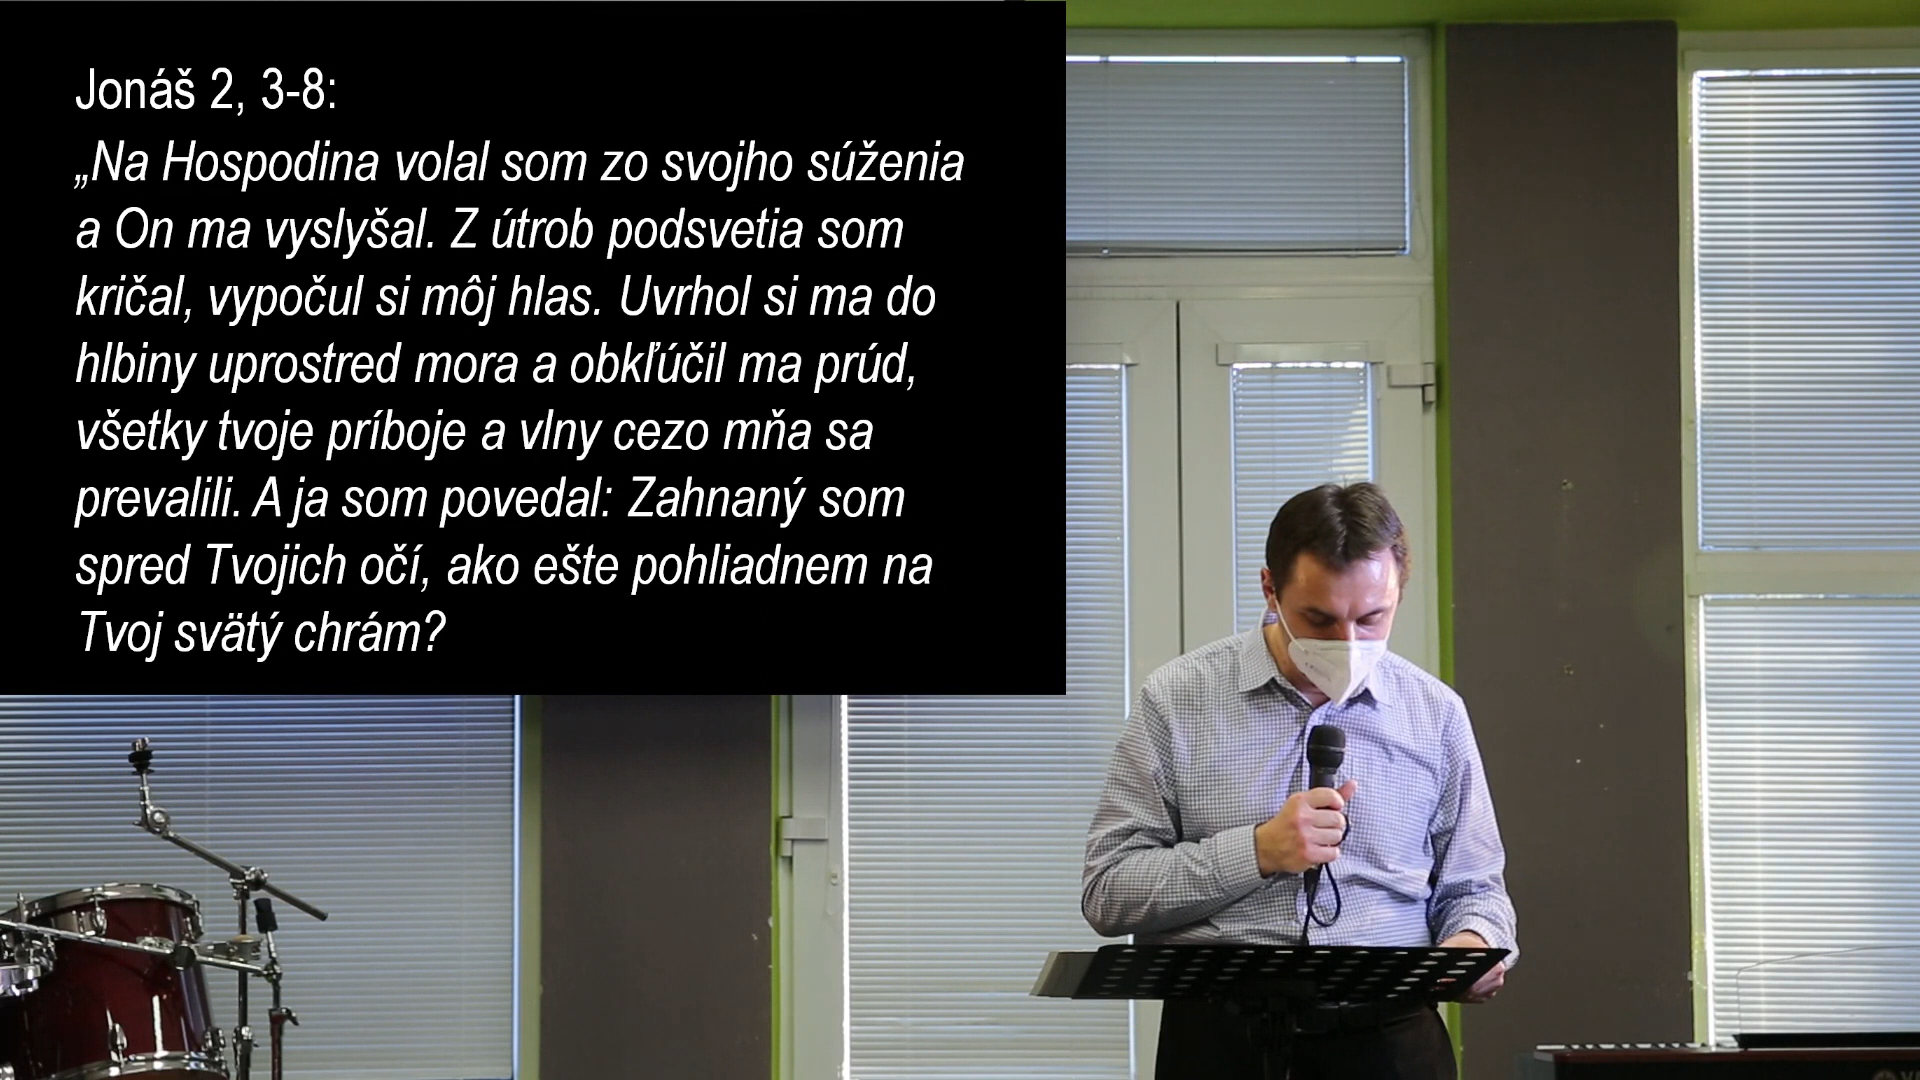 Jonáš 2, 3-8:
„Na Hospodina volal som zo svojho súženia
a On ma vyslyšal. Z útrob podsvetia som
kričal, vypočul si môj hlas. Uvrhol si ma do
hlbiny uprostred mora a obkľúčil ma prúd,
všetky tvoje príboje a vlny cezo mňa sa
prevalili. A ja som povedal: Zahnaný som
spred Tvojich očí, ako ešte pohliadnem na
Tvoj svätý chrám?